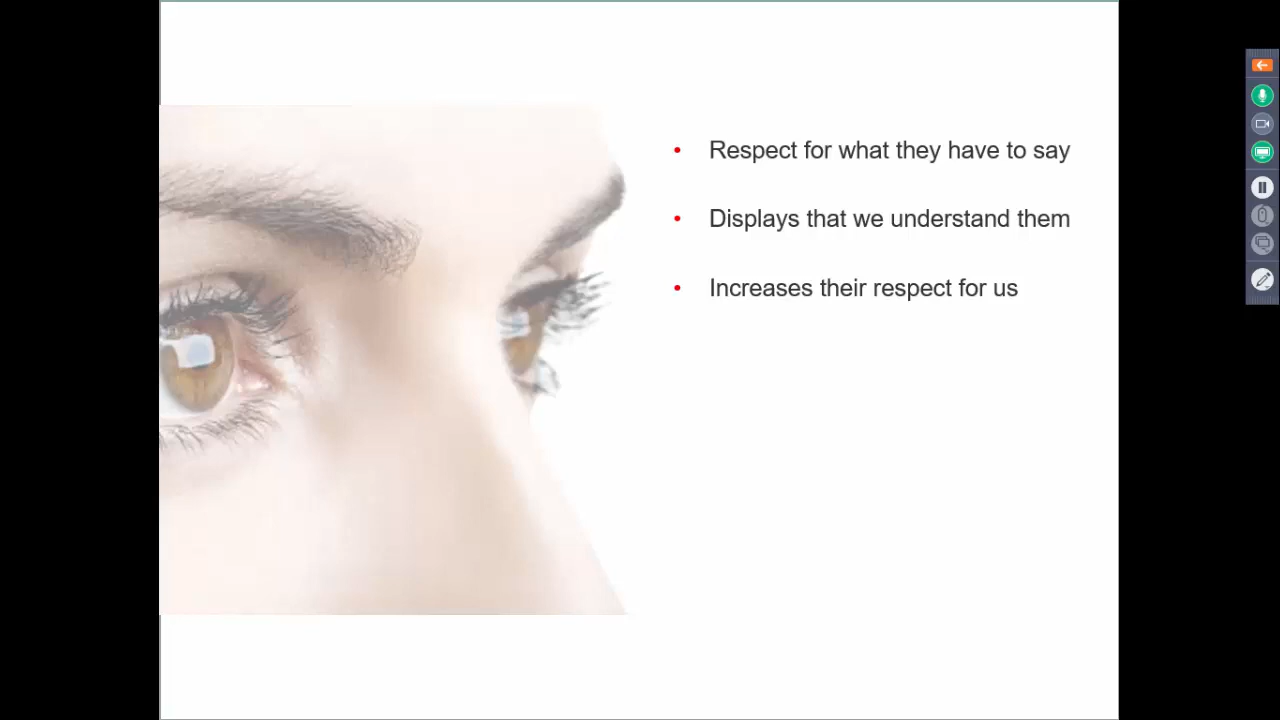 Respect for what they have to say
Displays that we understand them
Increases their respect for us